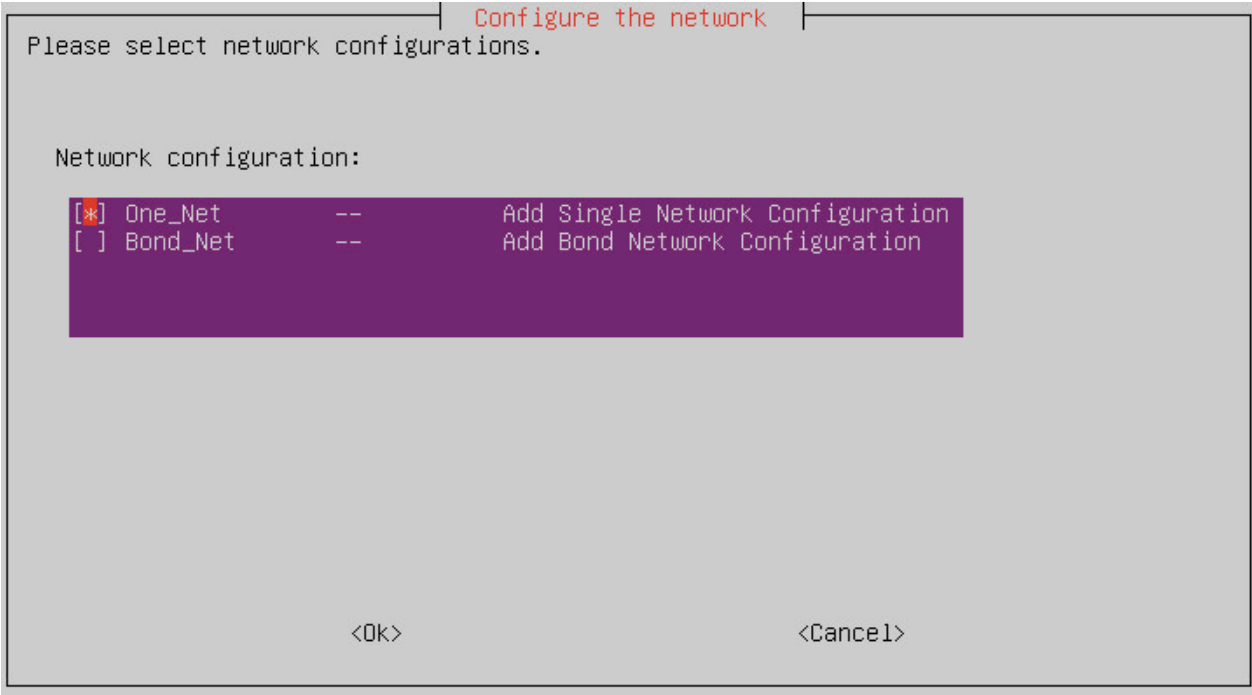 Configure the network
Please select network configurations.
Network configuration:
[*] One_Net -- Add Single Network Configuration
[ ] Bond_Net -- Add Bond Network Configuration
<Ok> <Cancel>